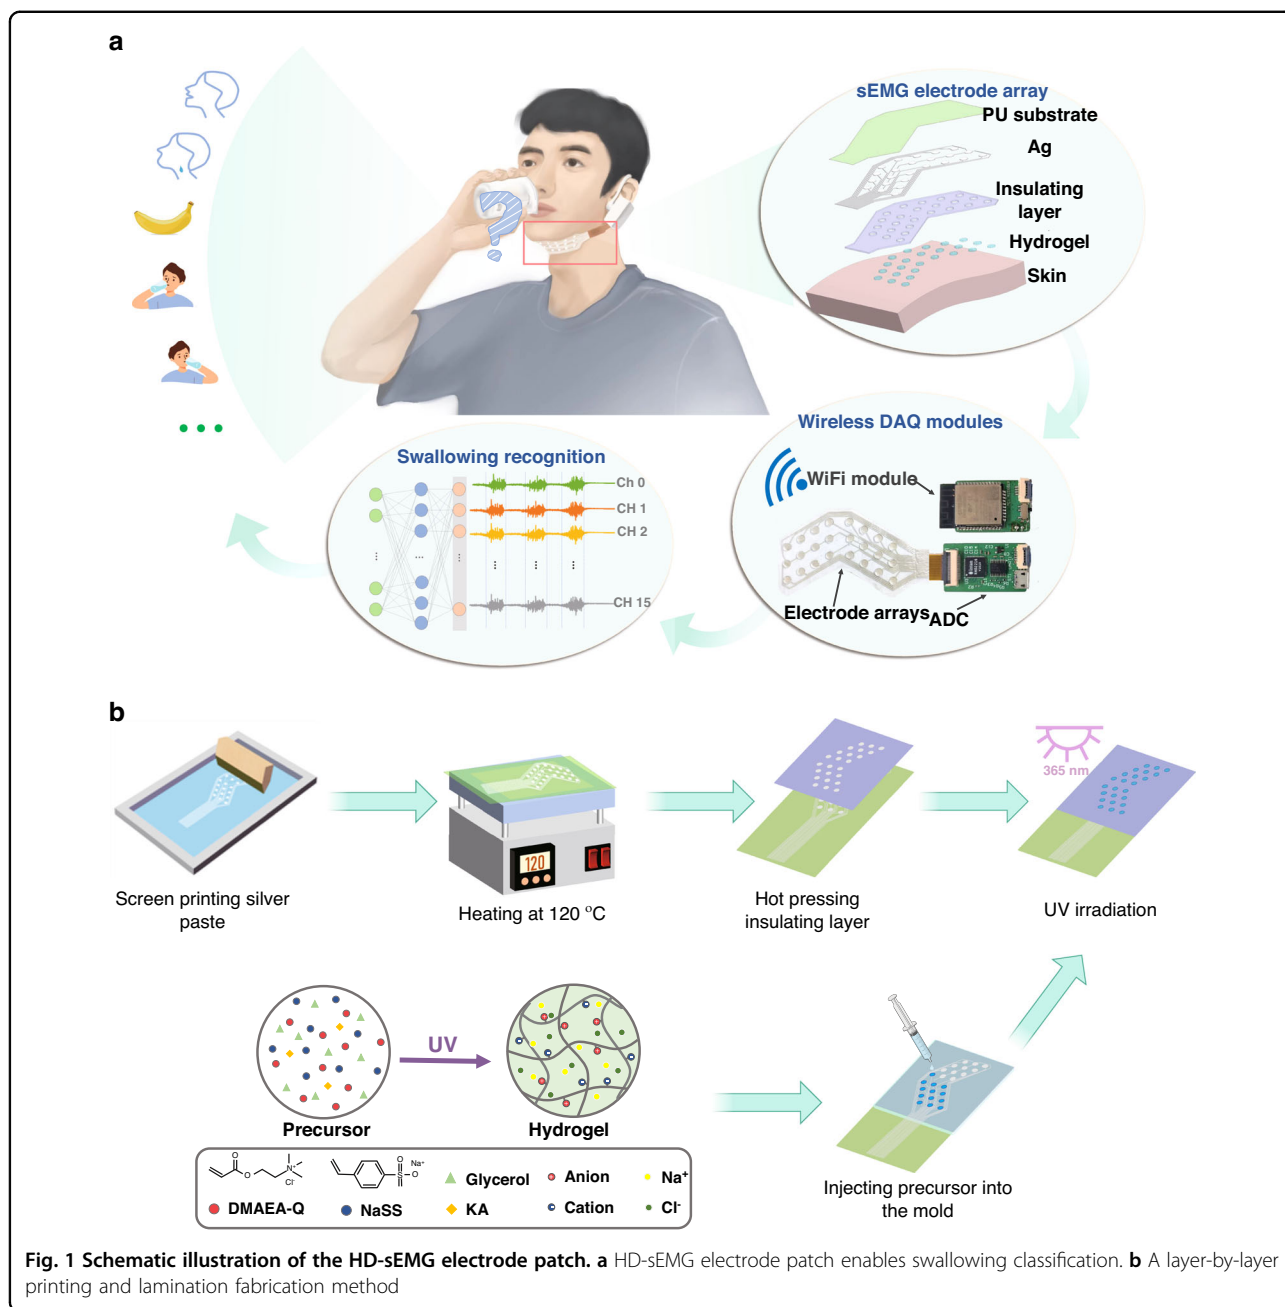 a
sEMG electrode array
PU substrate
Ag
Insulating
layer
Hydrogel
Skin
?
Wireless DAQ modules
WiFi module
Electrode arrays
ADC
Swallowing recognition
Ch 0
CH 1
CH 2
CH 15
b
365 nm
120
Screen printing silver
paste
Heating at 120 °C
Hot pressing
insulating layer
UV irradiation
UV
Precursor
Hydrogel
O
O
N⁺
Cl⁻
O
S
O
O⁻
Na⁺
Glycerol
Anion
Na⁺
DMAEA-Q
NaSS
KA
Cation
Cl⁻
Injecting precursor into
the mold
Fig. 1 Schematic illustration of the HD-sEMG electrode patch. a HD-sEMG electrode patch enables swallowing classification. b A layer-by-layer
printing and lamination fabrication method